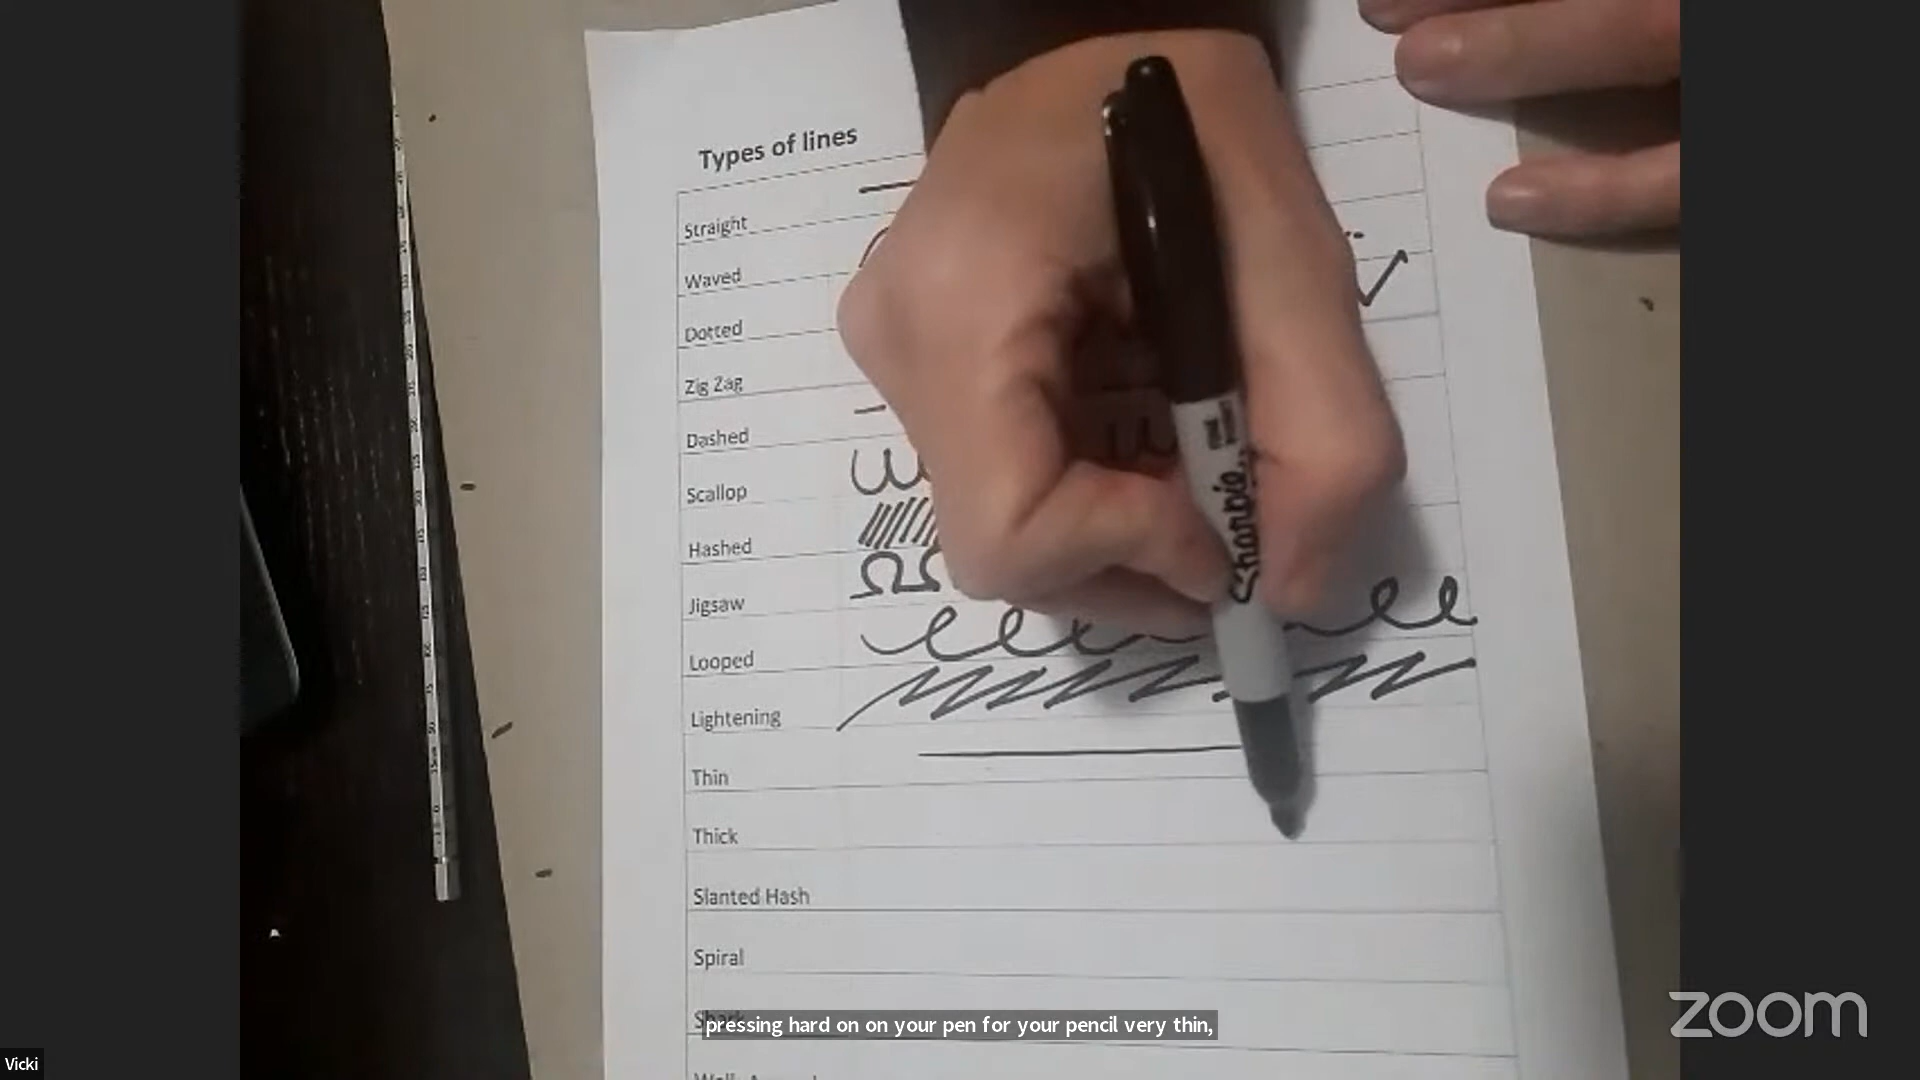 Types of lines
Straight
Waved
Dotted
Zig Zag
Dashed
Scallop
Hashed
Jigsaw
Looped
Lightening
Thin
Thick
Slanted Hash
Spiral
Shark
Sharpie
pressing hard on on your pen for your pencil very thin,
zoom
Vicki